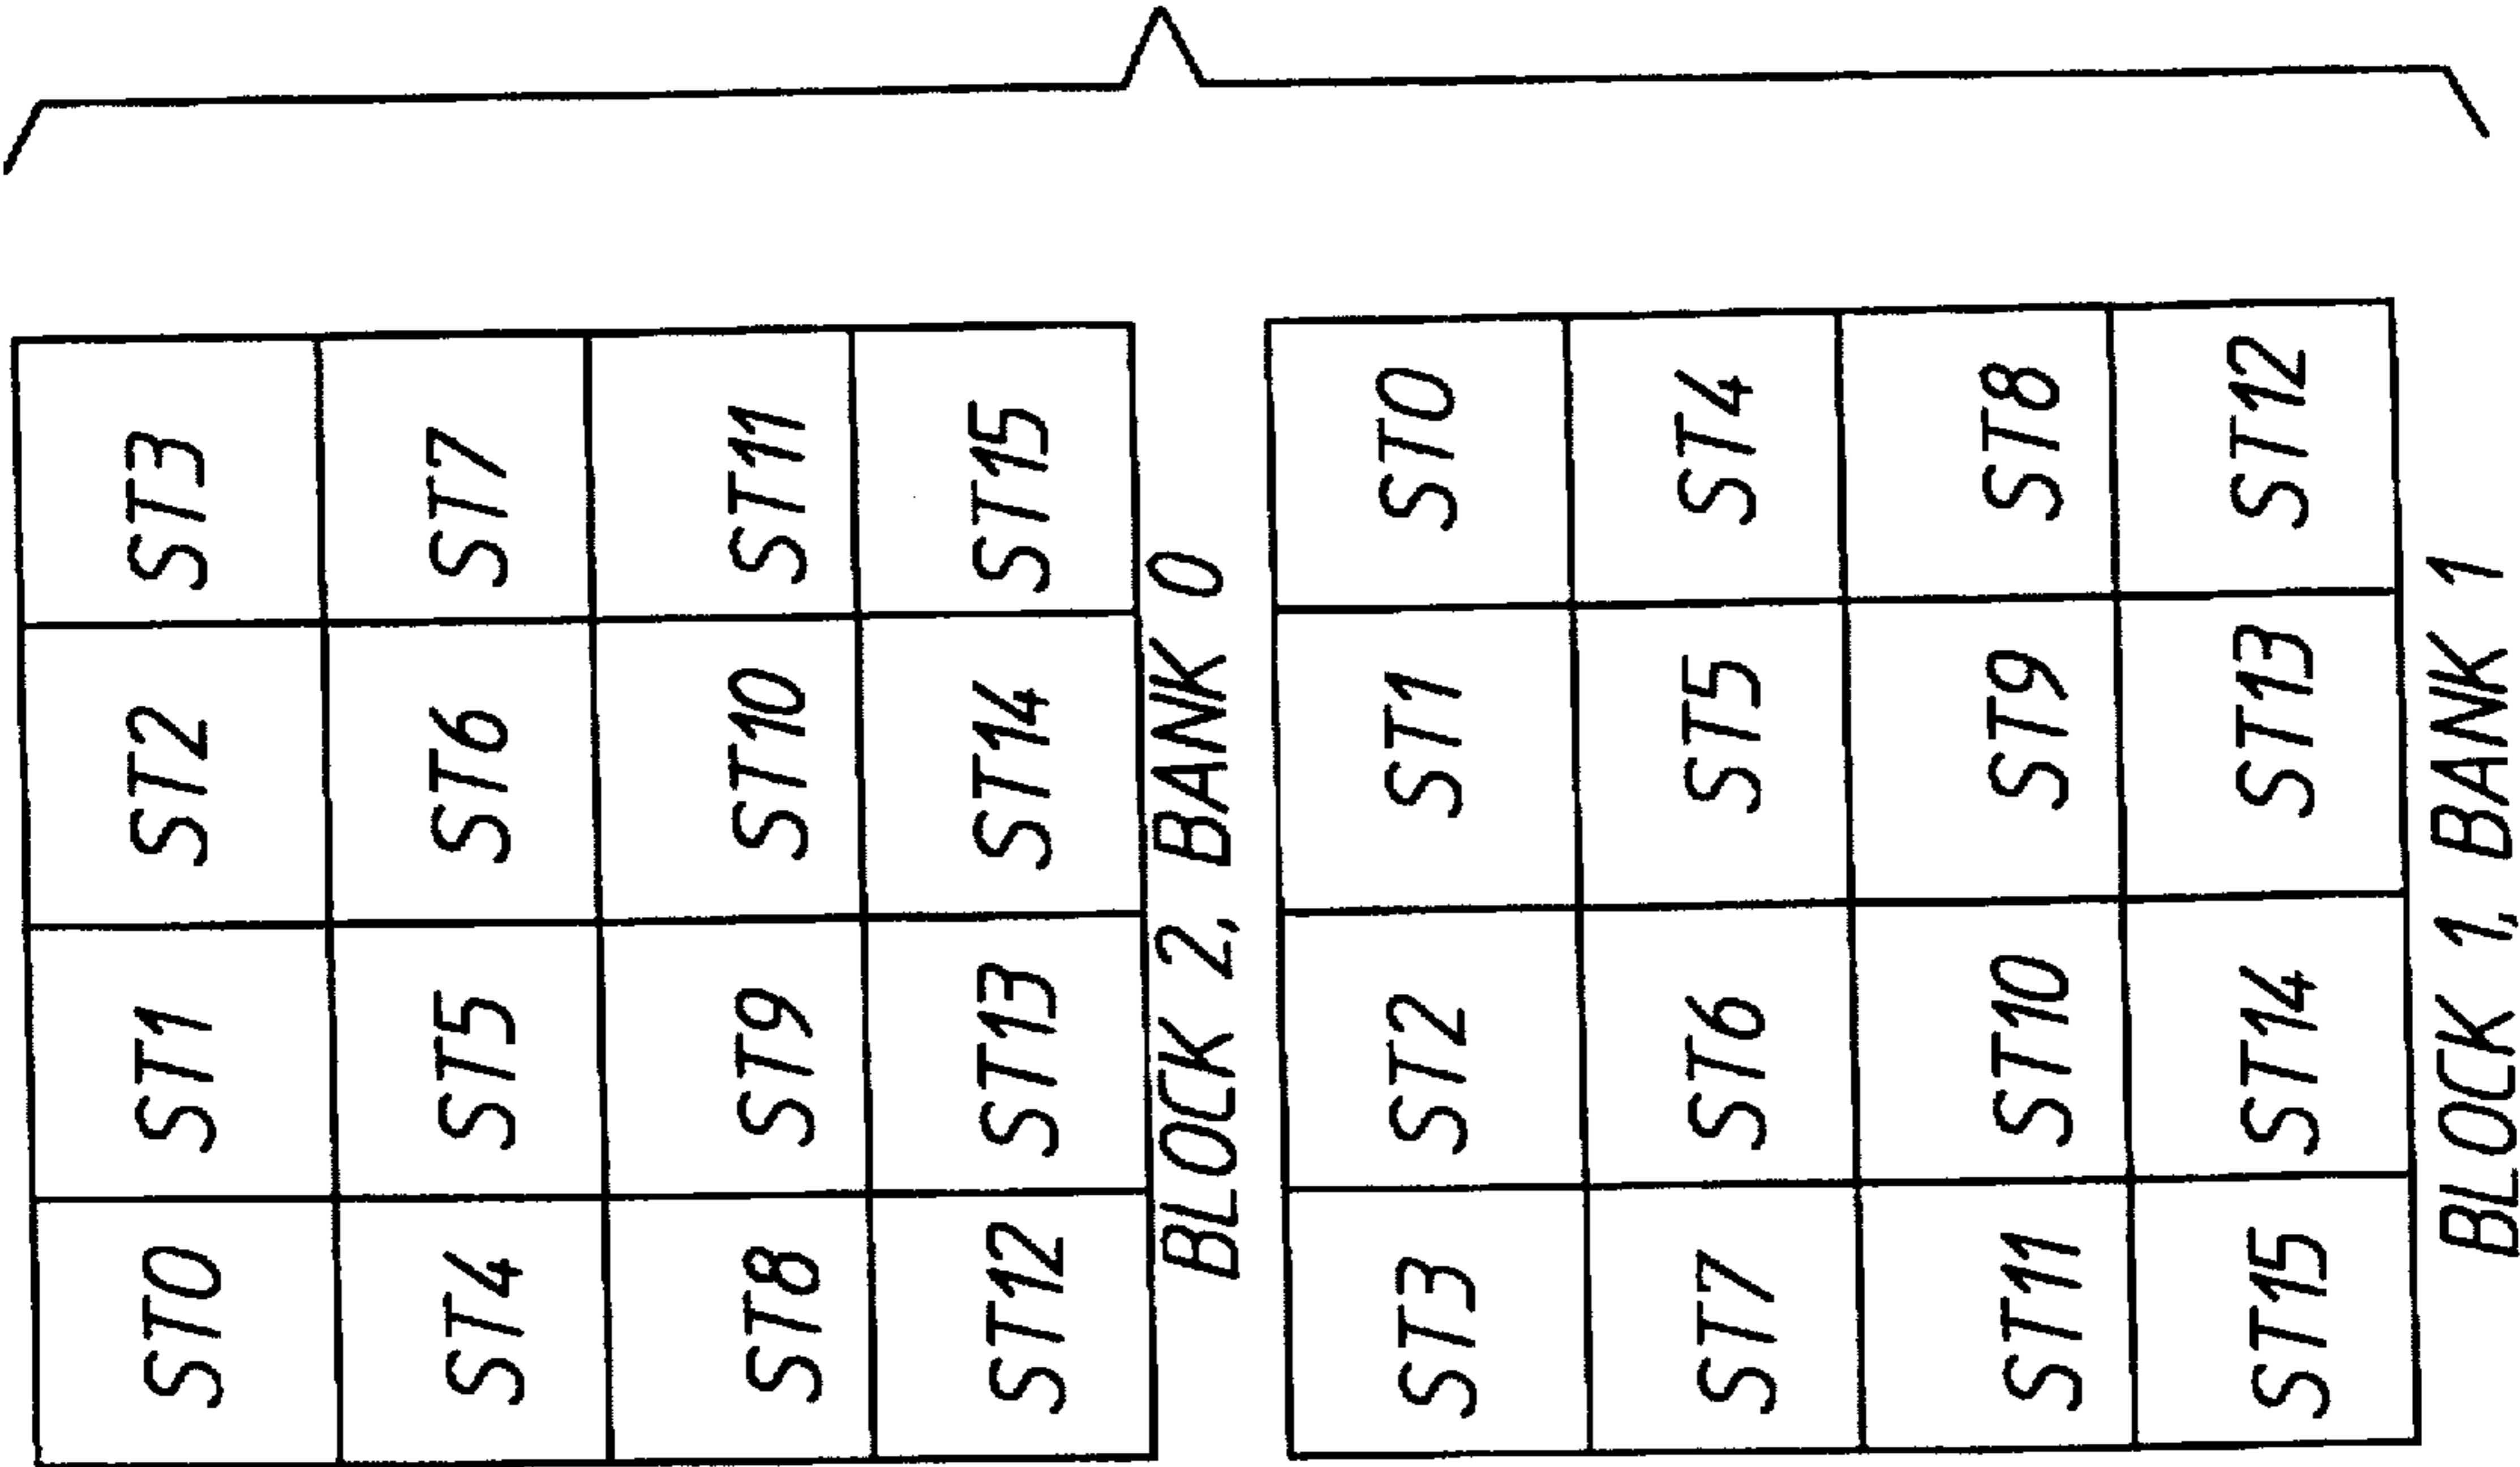 ST0 ST1 ST2 ST3
ST4 ST5 ST6 ST7
ST8 ST9 ST10 ST11
ST12 ST13 ST14 ST15
BLOCK 2, BANK 0
ST3 ST2 ST1 ST0
ST7 ST6 ST5 ST4
ST11 ST10 ST9 ST8
ST15 ST14 ST13 ST12
BLOCK 1, BANK 1